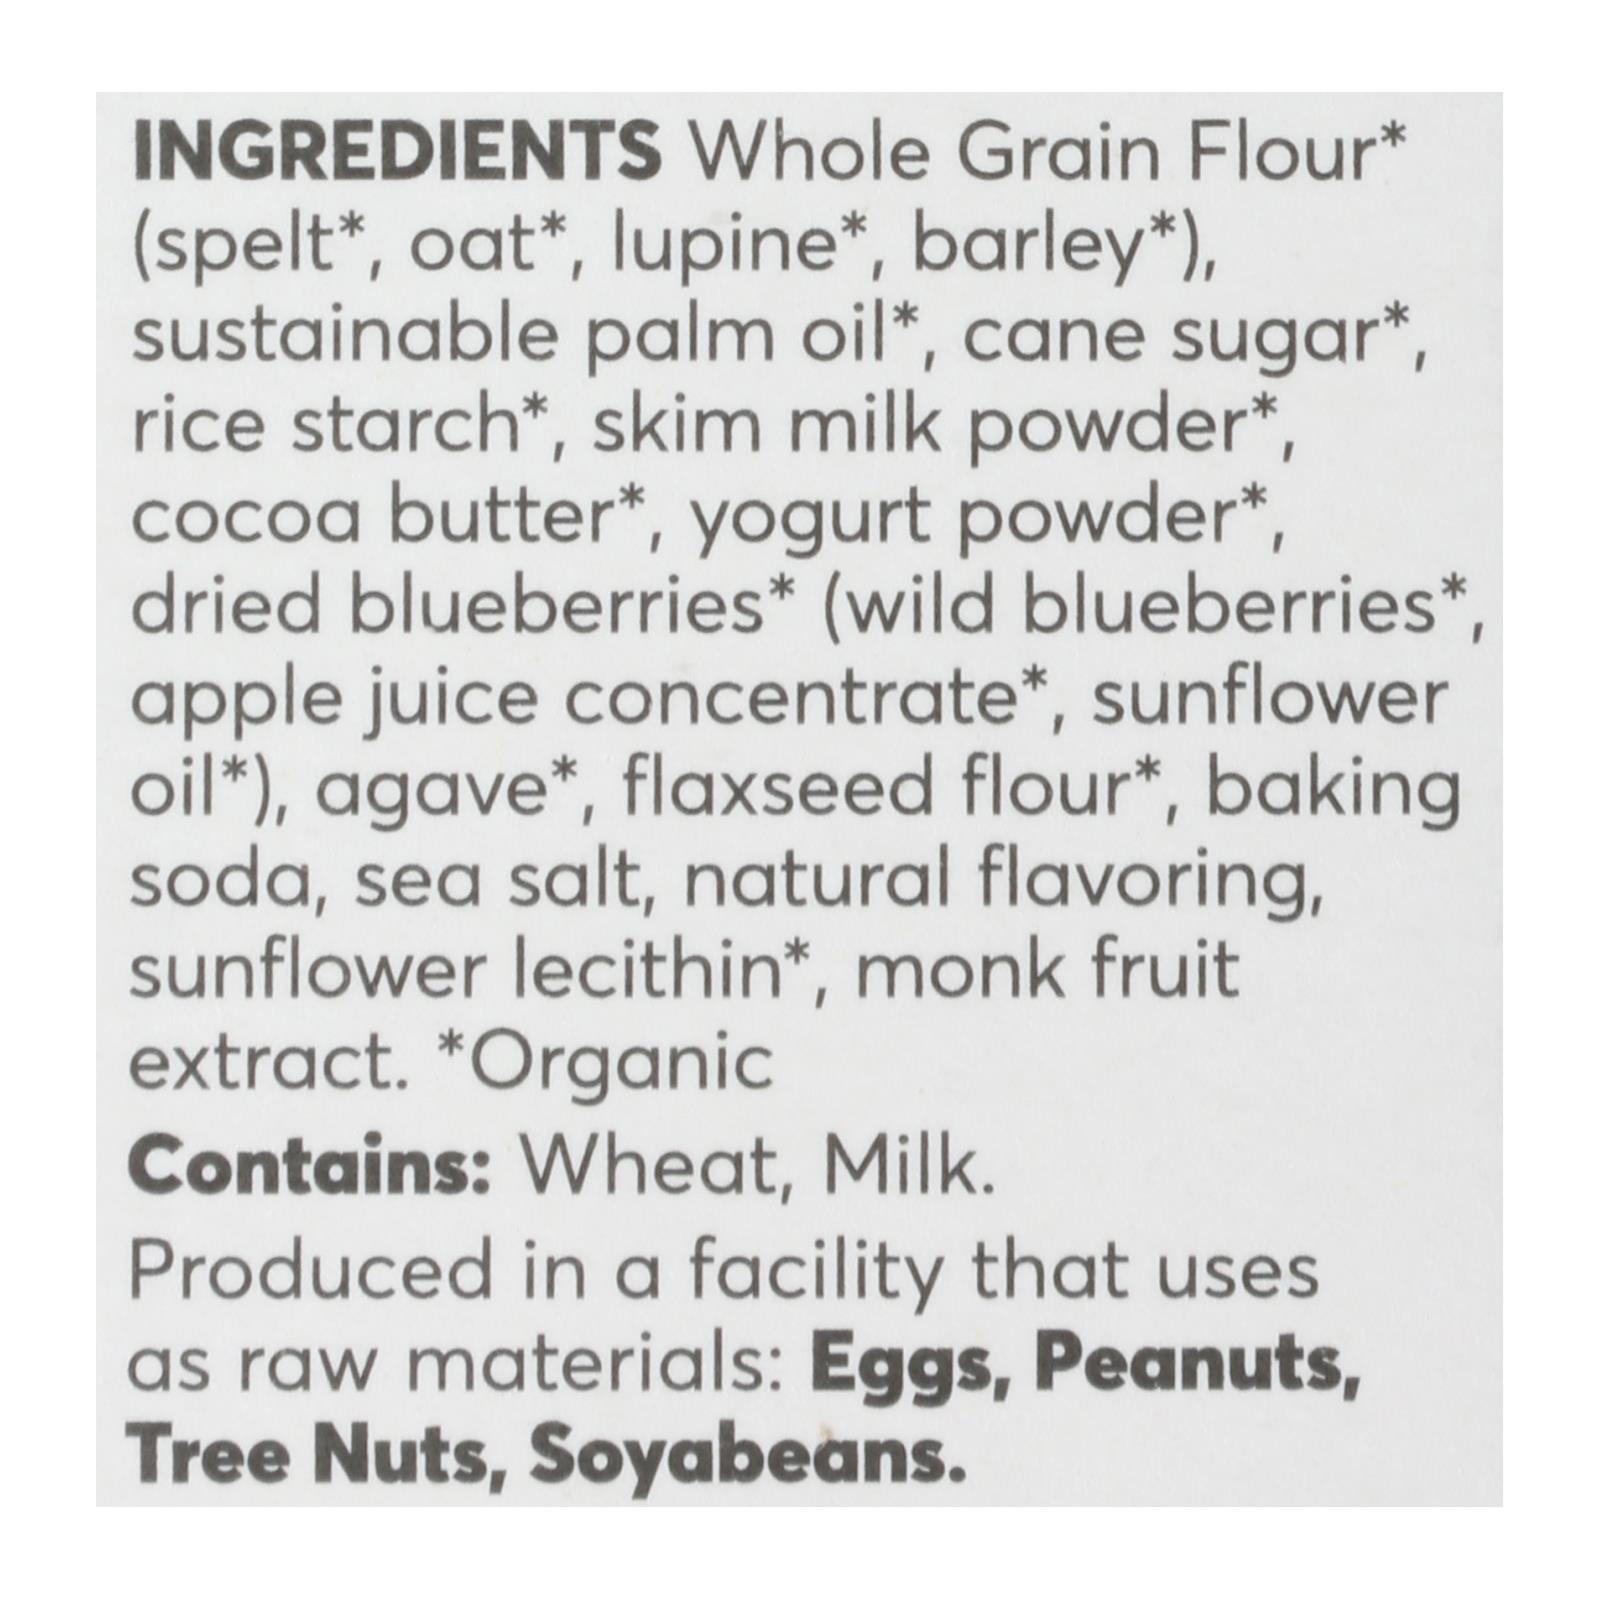 INGREDIENTS Whole Grain Flour*
(spelt*, oat*, lupine*, barley*),
sustainable palm oil*, cane sugar*,
rice starch*, skim milk powder*,
cocoa butter*, yogurt powder*,
dried blueberries* (wild blueberries*,
apple juice concentrate*, sunflower
oil*), agave*, flaxseed flour*, baking
soda, sea salt, natural flavoring,
sunflower lecithin*, monk fruit
extract. *Organic
Contains: Wheat, Milk.
Produced in a facility that uses
as raw materials: Eggs, Peanuts,
Tree Nuts, Soyabeans.